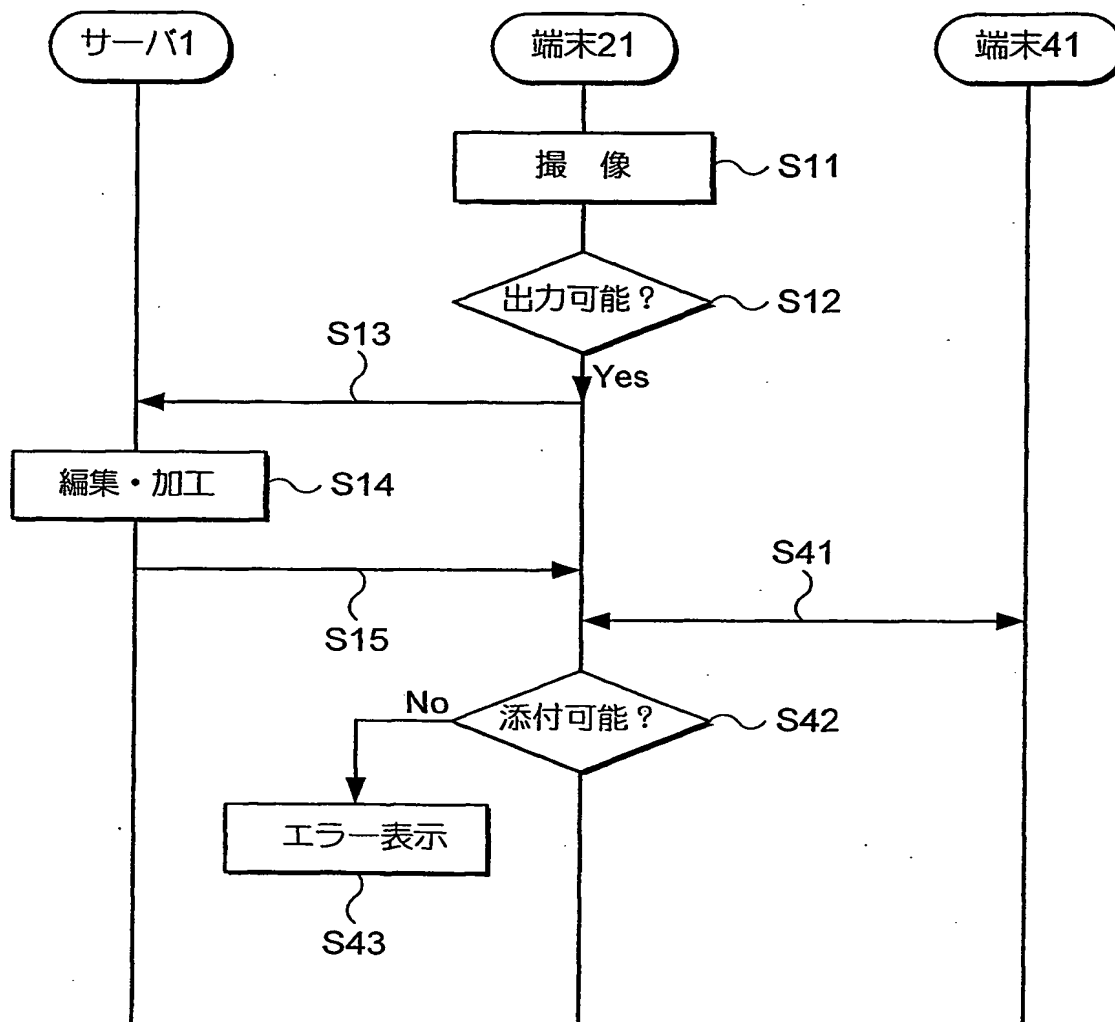 サーバ1
端末21
端末41
撮 像
S11
出力可能?
S12
S13
Yes
編集・加工
S14
S41
S15
No
添付可能?
S42
エラー表示
S43